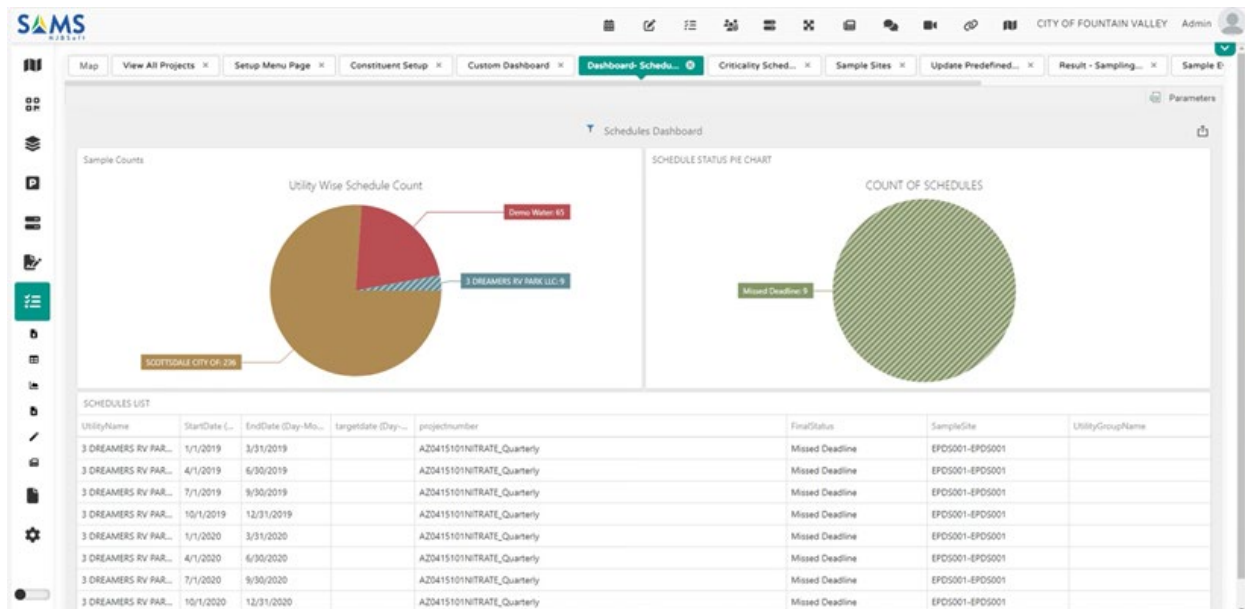 SAMS
NJBSoft
CITY OF FOUNTAIN VALLEY Admin
Map View All Projects × Setup Menu Page × Constituent Setup × Custom Dashboard × Dashboard- Schedu... Criticality Sched... × Sample Sites × Update Predefined... × Result - Sampling... × Sample E
Parameters
Schedules Dashboard
Sample Counts
Utility Wise Schedule Count
Demo Water: 65
3 DREAMERS RV PARK LLC: 9
SCOTTSDALE CITY OF: 236
SCHEDULE STATUS PIE CHART
COUNT OF SCHEDULES
Missed Deadline: 9
SCHEDULES LIST
UtilityName StartDate (... EndDate (Day-Mo... targetdate (Day-... projectnumber FinalStatus SampleSite UtilityGroupName
3 DREAMERS RV PAR... 1/1/2019 3/31/2019 AZ0415101NITRATE_Quarterly Missed Deadline EPDS001-EPDS001
3 DREAMERS RV PAR... 4/1/2019 6/30/2019 AZ0415101NITRATE_Quarterly Missed Deadline EPDS001-EPDS001
3 DREAMERS RV PAR... 7/1/2019 9/30/2019 AZ0415101NITRATE_Quarterly Missed Deadline EPDS001-EPDS001
3 DREAMERS RV PAR... 10/1/2019 12/31/2019 AZ0415101NITRATE_Quarterly Missed Deadline EPDS001-EPDS001
3 DREAMERS RV PAR... 1/1/2020 3/31/2020 AZ0415101NITRATE_Quarterly Missed Deadline EPDS001-EPDS001
3 DREAMERS RV PAR... 4/1/2020 6/30/2020 AZ0415101NITRATE_Quarterly Missed Deadline EPDS001-EPDS001
3 DREAMERS RV PAR... 7/1/2020 9/30/2020 AZ0415101NITRATE_Quarterly Missed Deadline EPDS001-EPDS001
3 DREAMERS RV PAR... 10/1/2020 12/31/2020 AZ0415101NITRATE_Quarterly Missed Deadline EPDS001-EPDS001